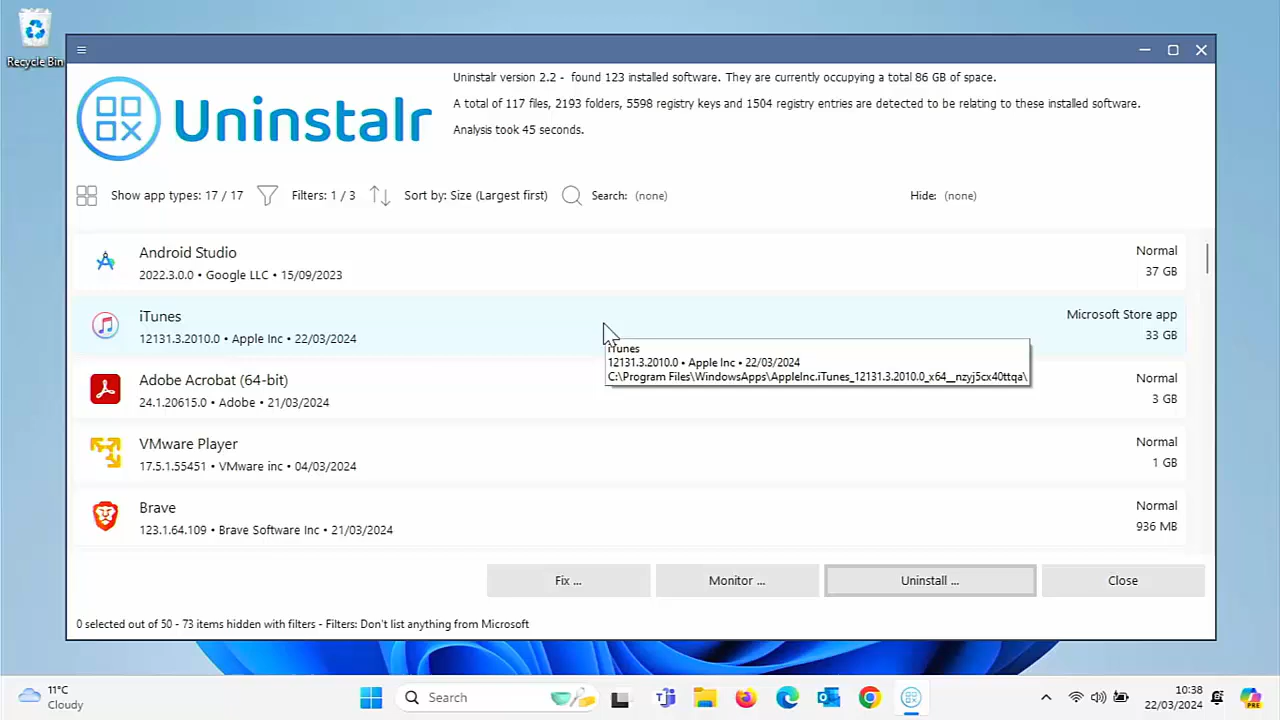 Recycle Bin
Uninstalr
Uninstalr version 2.2 - found 123 installed software. They are currently occupying a total 86 GB of space.
A total of 117 files, 2193 folders, 5598 registry keys and 1504 registry entries are detected to be relating to these installed software.
Analysis took 45 seconds.
Show app types: 17 / 17 Filters: 1 / 3 Sort by: Size (Largest first) Search: (none) Hide: (none)
Android Studio Normal
2022.3.0.0 • Google LLC • 15/09/2023 37 GB
iTunes Microsoft Store app
12131.3.2010.0 • Apple Inc • 22/03/2024 33 GB
iTunes
12131.3.2010.0 • Apple Inc • 22/03/2024
C:\Program Files\WindowsApps\AppleInc.iTunes_12131.3.2010.0_x64__nzyj5cx40ttqa\
Adobe Acrobat (64-bit) Normal
24.1.20615.0 • Adobe • 21/03/2024 3 GB
VMware Player Normal
17.5.1.55451 • VMware inc • 04/03/2024 1 GB
Brave Normal
123.1.64.109 • Brave Software Inc • 21/03/2024 936 MB
Fix ... Monitor ... Uninstall ... Close
0 selected out of 50 - 73 items hidden with filters - Filters: Don't list anything from Microsoft
11°C
Cloudy
Search
10:38
22/03/2024
PRE